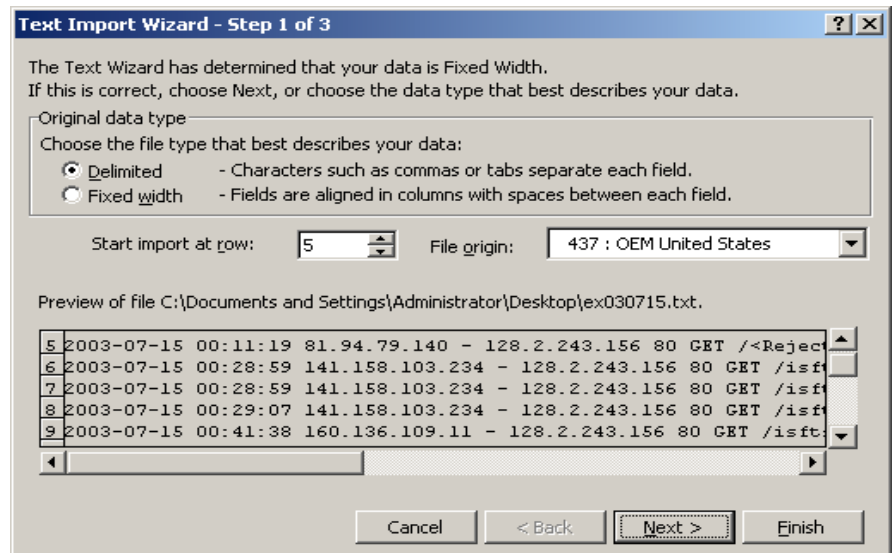 Text Import Wizard - Step 1 of 3
The Text Wizard has determined that your data is Fixed Width.
If this is correct, choose Next, or choose the data type that best describes your data.
Original data type
Choose the file type that best describes your data:
Delimited - Characters such as commas or tabs separate each field.
Fixed width - Fields are aligned in columns with spaces between each field.
Start import at row: 5 File origin: 437 : OEM United States
Preview of file C:\Documents and Settings\Administrator\Desktop\ex030715.txt.
5 2003-07-15 00:11:19 81.94.79.140 - 128.2.243.156 80 GET /<Reject
6 2003-07-15 00:28:59 141.158.103.234 - 128.2.243.156 80 GET /isft
7 2003-07-15 00:28:59 141.158.103.234 - 128.2.243.156 80 GET /isft
8 2003-07-15 00:29:07 141.158.103.234 - 128.2.243.156 80 GET /isft
9 2003-07-15 00:41:38 160.136.109.11 - 128.2.243.156 80 GET /isft
Cancel < Back Next > Finish